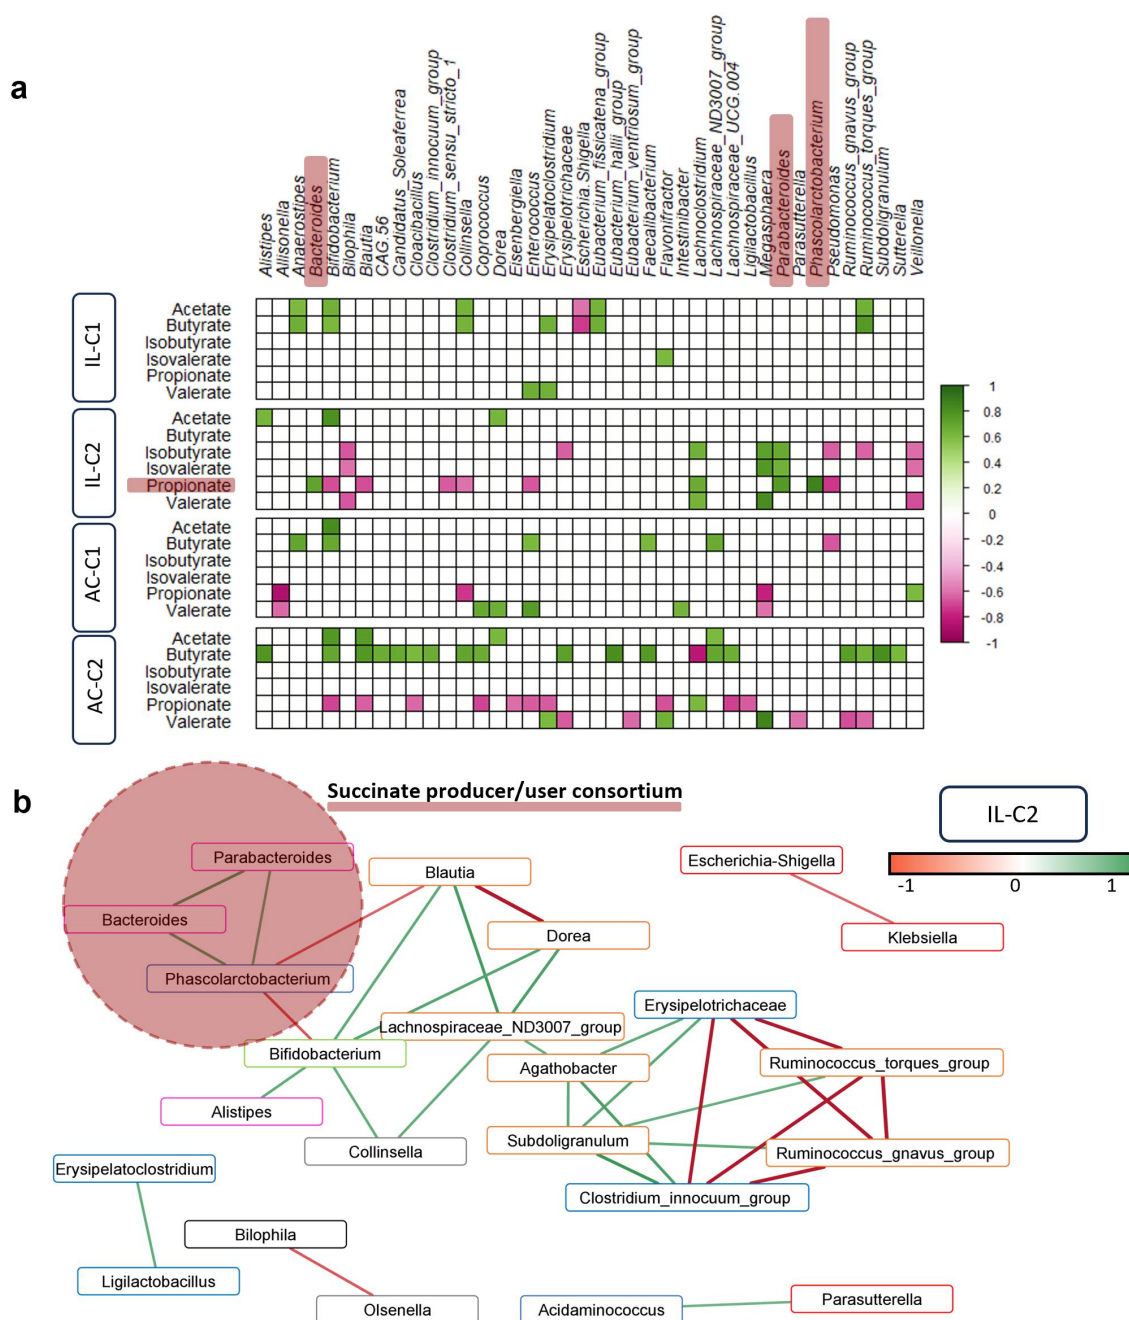 a
Alistipes
Allisonella
Anaerostipes
Bacteroides
Bifidobacterium
Bilophila
Blautia
CAG.56
Candidatus_Soleaferrea
Cloacibacillus
Clostridium_innocuum_group
Clostridium_sensu_stricto_1
Collinsella
Coprococcus
Dorea
Eisenbergiella
Enterococcus
Erysipelatoclostridium
Erysipelotrichaceae
Escherichia.Shigella
Eubacterium_fissicatena_group
Eubacterium_hallii_group
Eubacterium_ventriosum_group
Faecalibacterium
Flavonifractor
Intestinibacter
Lachnoclostridium
Lachnospiraceae_ND3007_group
Lachnospiraceae_UCG.004
Ligilactobacillus
Megasphaera
Parabacteroides
Parasutterella
Phascolarctobacterium
Pseudomonas
Ruminococcus_gnavus_group
Ruminococcus_torques_group
Subdoligranulum
Sutterella
Veillonella
IL-C1
Acetate
Butyrate
Isobutyrate
Isovalerate
Propionate
Valerate
IL-C2
Acetate
Butyrate
Isobutyrate
Isovalerate
Propionate
Valerate
AC-C1
Acetate
Butyrate
Isobutyrate
Isovalerate
Propionate
Valerate
AC-C2
Acetate
Butyrate
Isobutyrate
Isovalerate
Propionate
Valerate
1
0.8
0.6
0.4
0.2
0
-0.2
-0.4
-0.6
-0.8
-1
b
Succinate producer/user consortium
IL-C2
-1 0 1
Parabacteroides
Blautia
Escherichia-Shigella
Bacteroides
Dorea
Klebsiella
Phascolarctobacterium
Erysipelotrichaceae
Lachnospiraceae_ND3007_group
Bifidobacterium
Agathobacter
Ruminococcus_torques_group
Alistipes
Subdoligranulum
Collinsella
Ruminococcus_gnavus_group
Erysipelatoclostridium
Clostridium_innocuum_group
Bilophila
Ligilactobacillus
Olsenella
Acidaminococcus
Parasutterella